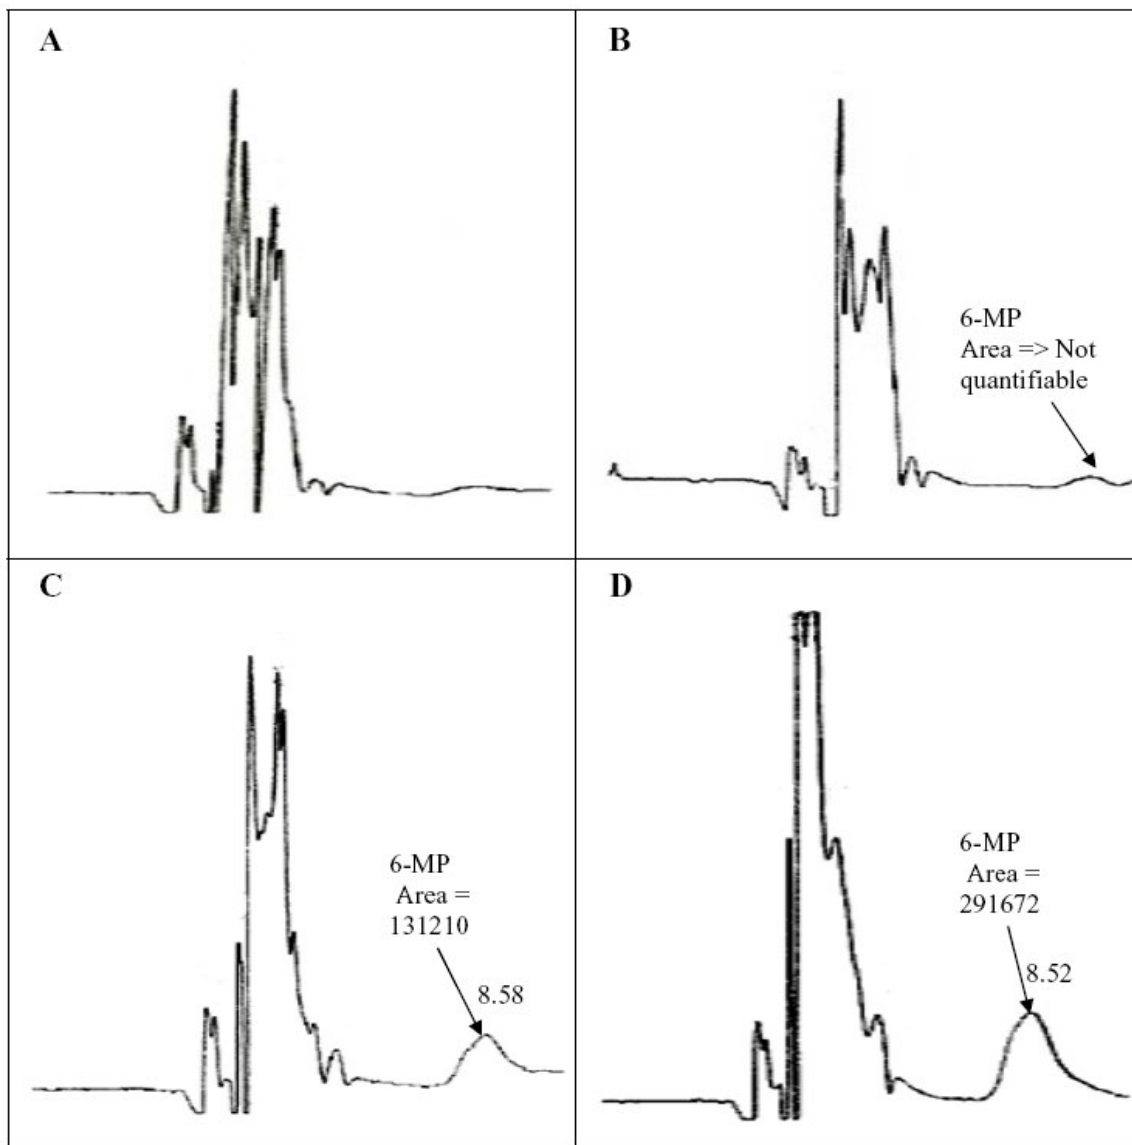 A
B
6-MP
Area => Not
quantifiable
C
6-MP
Area =
131210
8.58
D
6-MP
Area =
291672
8.52